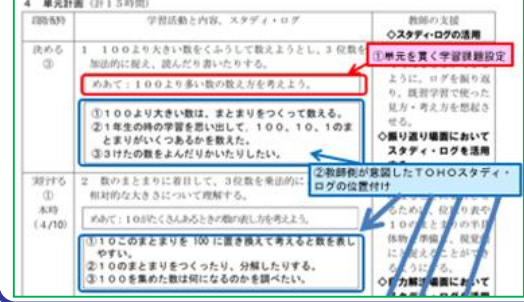 4 単元計画（計15時間）
段階
学習活動と内容、スタディ・ログ
教師の支援
◇スタディ・ログの活用
決める
③
1 100より大きい数をくふうして数えようとし、3位数を
加法的に捉え、読んだり書いたりする。
めあて：100より多い数の数え方を考えよう。
①単元を貫く学習課題設定
①100より大きい数は、まとまりをつくって数える。
②1年生の時の学習を思い出して、100、10、1のま
とまりがいくつあるかを数えた。
③3けたの数をよんだりかいたりしたい。
ように、ログを振り返
り、既習学習で使った
見方・考え方を想起さ
せる。
◇振り返り場面において
スタディ・ログを活用
②教師側が意図したTOHOスタディ・
ログの位置付け
実行する
①
本時
（4/10）
2 数のまとまりに着目して、3位数を乗法的に
相対的な大きさについて理解する。
めあて：10がたくさんあるときの数の表し方を考えよう。
①10このまとまりを 100 に置き換えて考えると数を表し
やすい。
②10のまとまりをつくったり、分解したりする。
③100を集めた数は何になるのかを調べたい。